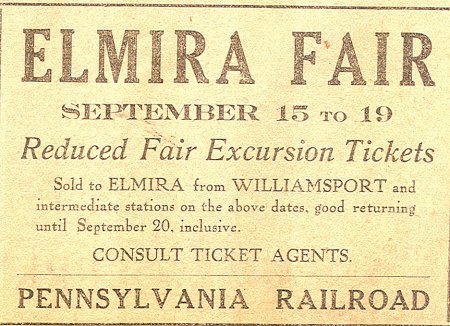 ELMIRA FAIR
SEPTEMBER 15 TO 19
Reduced Fair Excursion Tickets
Sold to ELMIRA from WILLIAMSPORT and
intermediate stations on the above dates, good returning
until September 20, inclusive.
CONSULT TICKET AGENTS.
PENNSYLVANIA RAILROAD